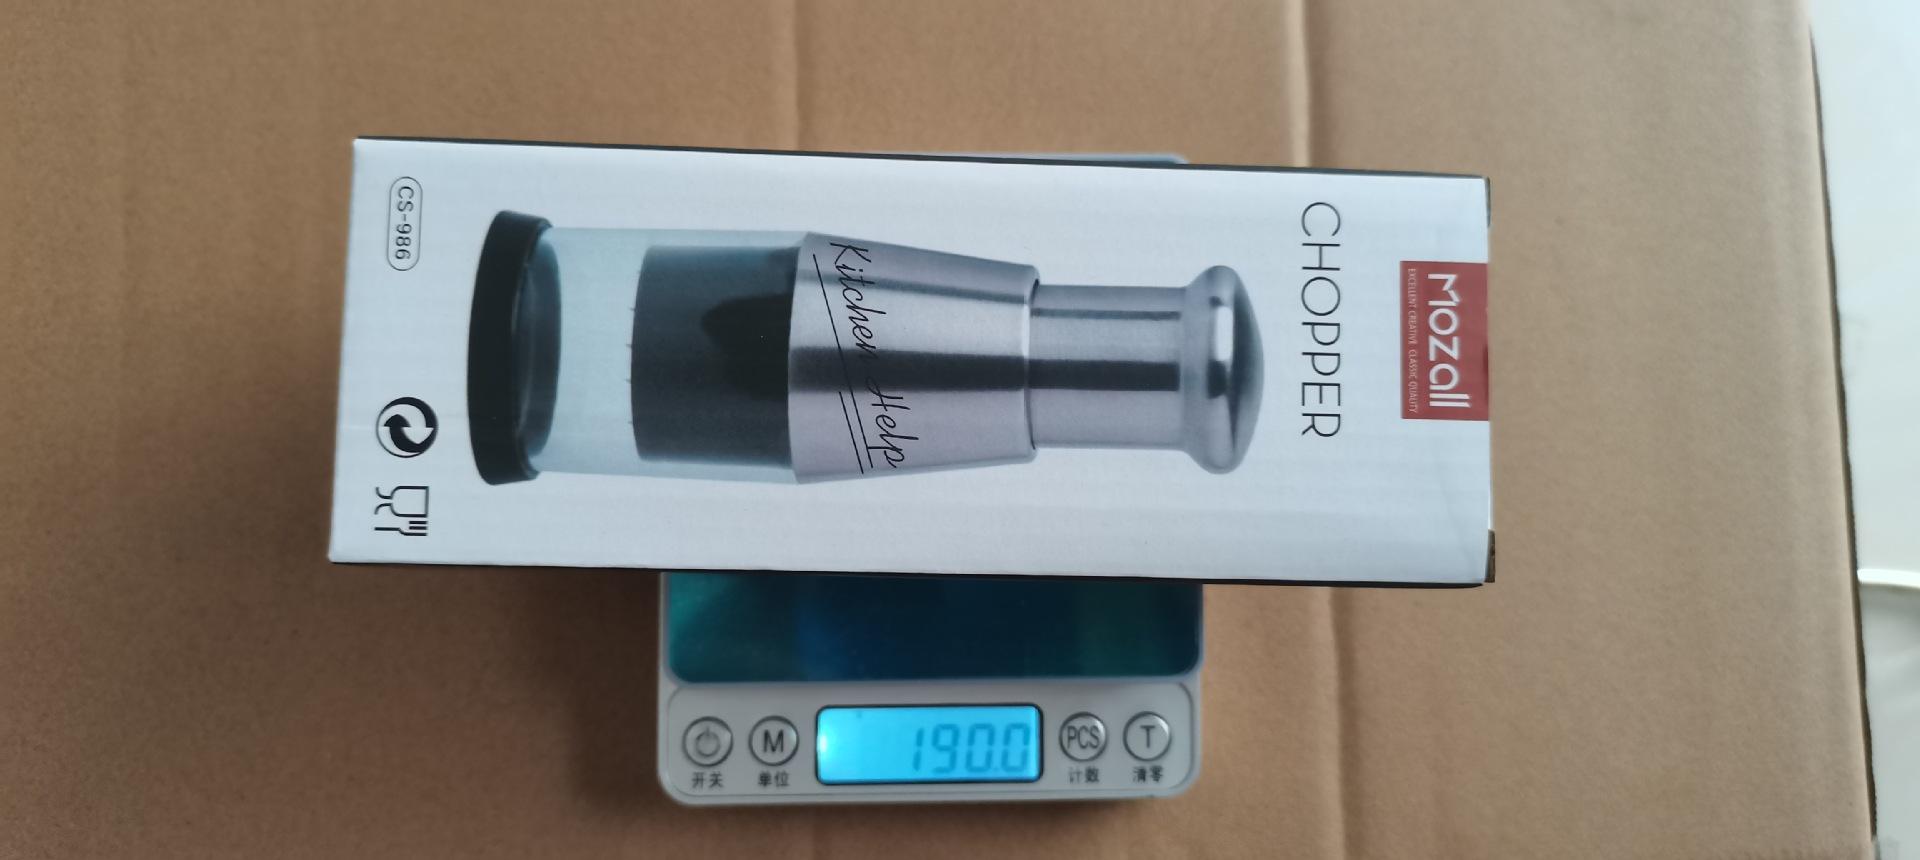 Mozall
EXCELLENT CREATIVE CLASSIC QUALITY
CHOPPER
Kitchen Help
CS-986
190.0
M
PCS
T
开关
单位
计数
清零